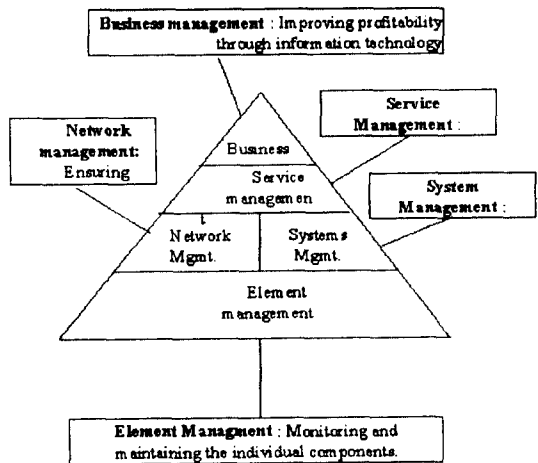 Business management : Improving profitability
through information technology
Network
management:
Ensuring
Service
Management :
System
Management :
Business
Service
managemen
t
Network
Mgmt.
Systems
Mgmt.
Element
management
Element Managment : Monitoring and
maintaining the individual components.